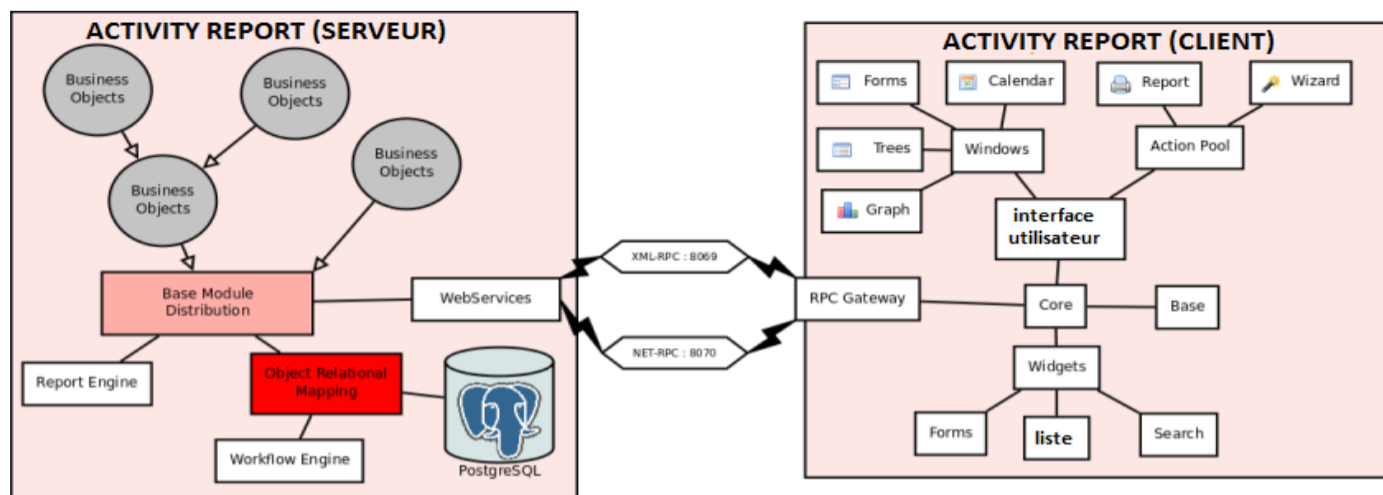 ACTIVITY REPORT (SERVEUR)
Business
Objects
Business
Objects
Business
Objects
Business
Objects
Base Module
Distribution
WebServices
Report Engine
Object Relational
Mapping
Workflow Engine
PostgreSQL
XML-RPC : 8069
NET-RPC : 8070
ACTIVITY REPORT (CLIENT)
Forms
Calendar
Report
Wizard
Trees
Windows
Action Pool
Graph
interface
utilisateur
RPC Gateway
Core
Base
Widgets
Forms
liste
Search